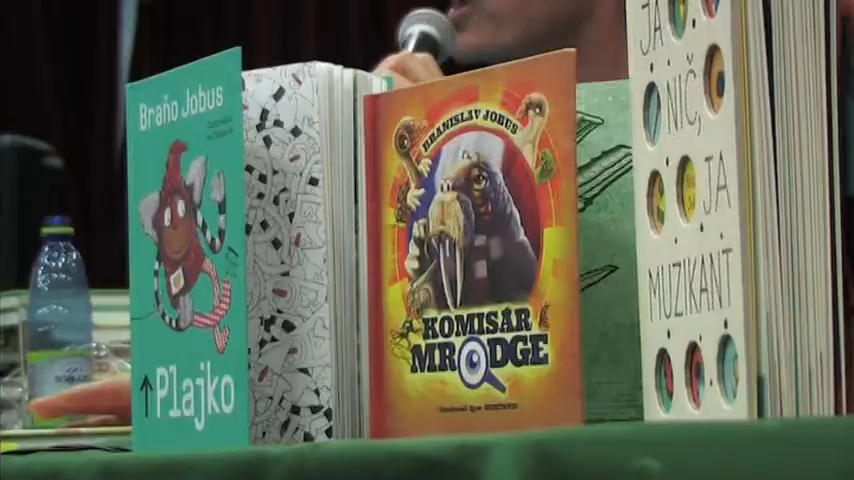 Braňo Jobus
Plajko
BRANISLAV JOBUS
KOMISÁR
MRODGE
JA
NIČ,
JA
MUZIKANT